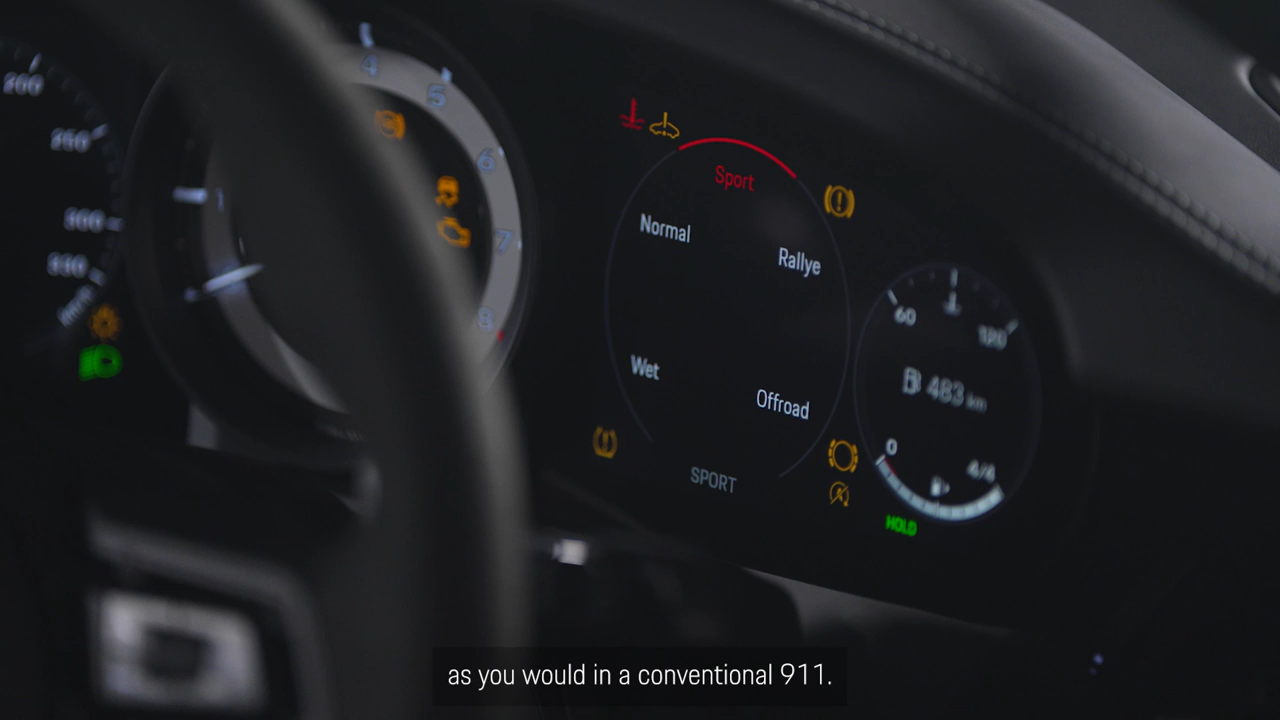 200
250
300
km/h
1
4
5
6
7
8
Sport
Normal
Rallye
Wet
Offroad
SPORT
60
120
483 km
0
4/4
HOLD
as you would in a conventional 911.